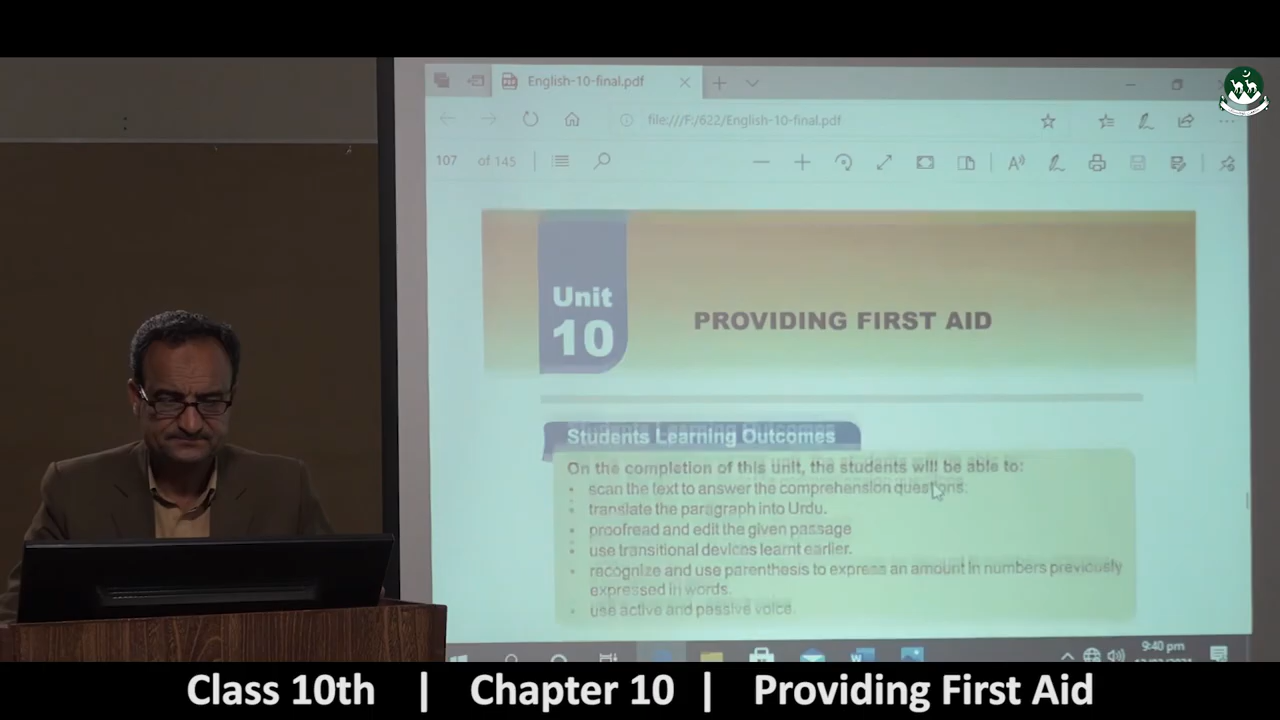 English-10-final.pdf
file:///F:/622/English-10-final.pdf
107 of 145
Unit
10
PROVIDING FIRST AID
Students Learning Outcomes
On the completion of this unit, the students will be able to:
• scan the text to answer the comprehension questions.
• translate the paragraph into Urdu.
• proofread and edit the given passage
• use transitional devices learnt earlier.
• recognize and use parenthesis to express an amount in numbers previously
expressed in words.
• use active and passive voice.
9:40 pm
Class 10th | Chapter 10 | Providing First Aid